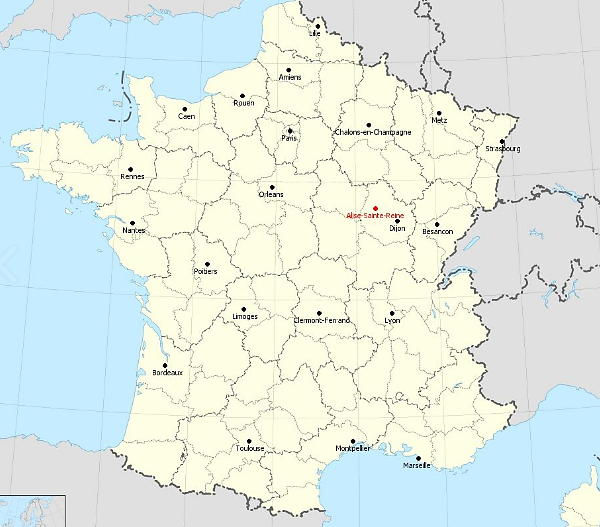 Lille
Amiens
Rouen
Caen
Metz
Chalons-en-Champagne
Paris
Strasbourg
Rennes
Orleans
Alise-Sainte-Reine
Nantes
Dijon
Besancon
Poitiers
Limoges
Clermont-Ferrand
Lyon
Bordeaux
Toulouse
Montpellier
Marseille